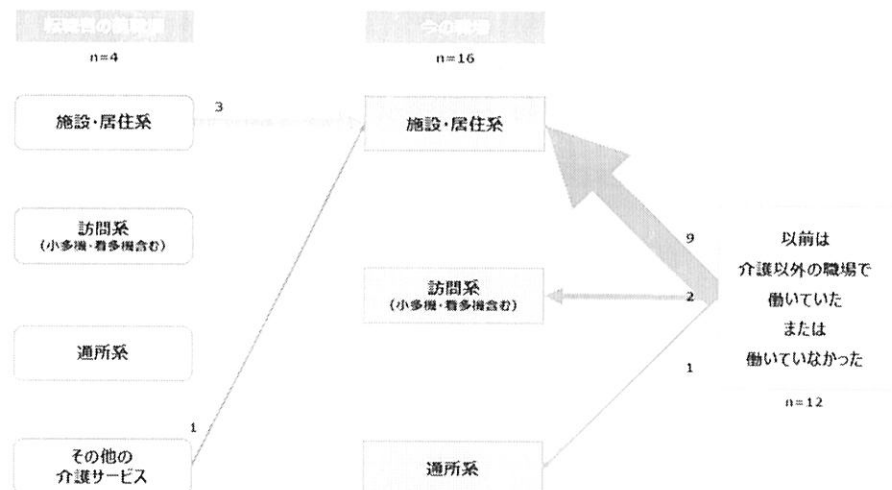 今の職場
n=4
n=16
施設・居住系
3
施設・居住系
訪問系
(小多機・看多機含む)
9
以前は
介護以外の職場で
働いていた
または
働いていなかった
n=12
訪問系
(小多機・看多機含む)
2
通所系
1
1
その他の
介護サービス
通所系